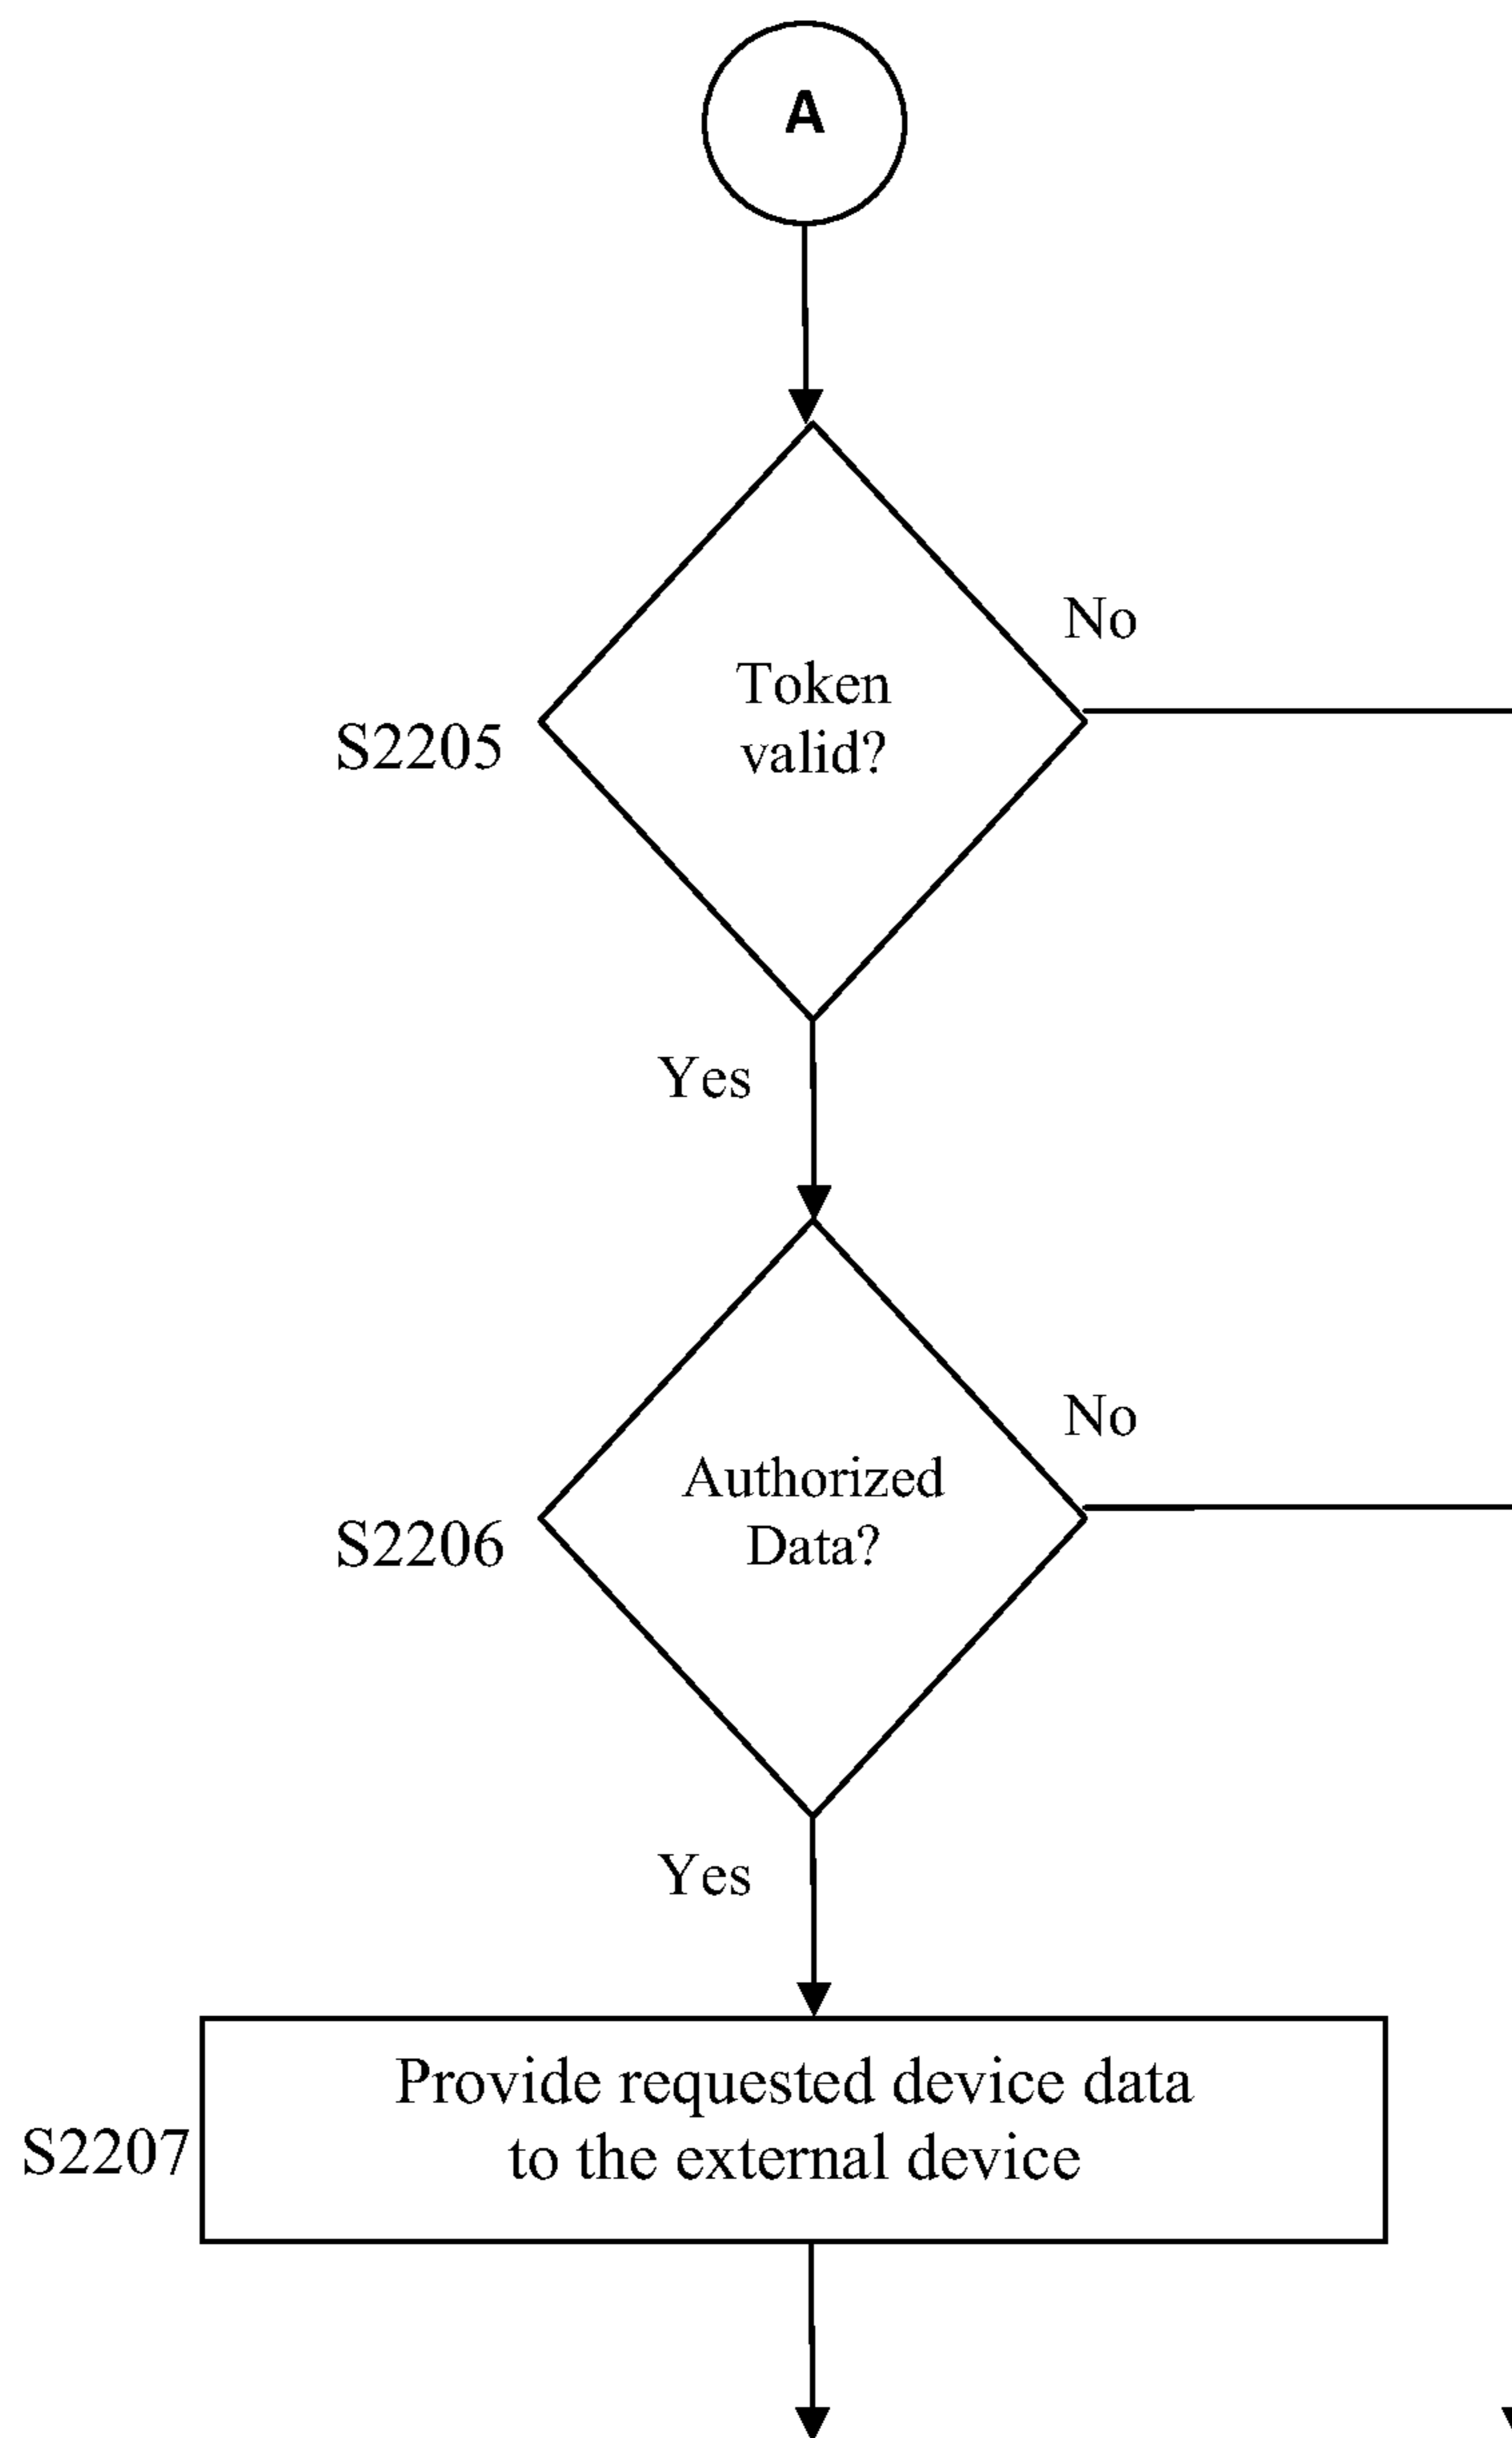 A
No
Token
valid?
S2205
Yes
No
Authorized
Data?
S2206
Yes
Provide requested device data
to the external device
S2207